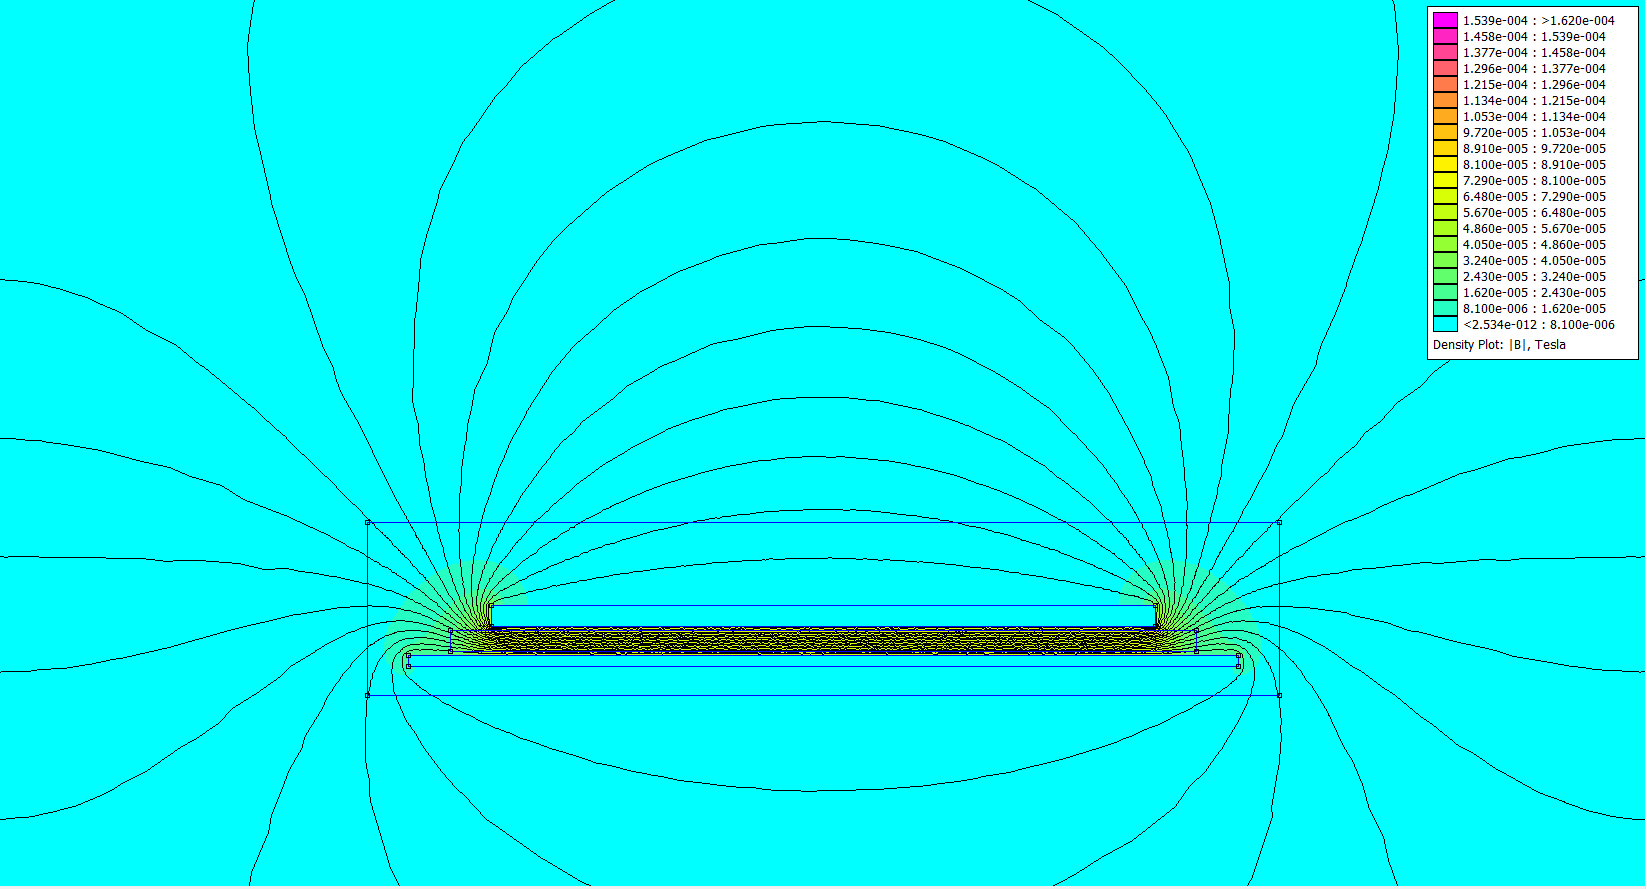 1.539e-004 : >1.620e-004
1.458e-004 : 1.539e-004
1.377e-004 : 1.458e-004
1.296e-004 : 1.377e-004
1.215e-004 : 1.296e-004
1.134e-004 : 1.215e-004
1.053e-004 : 1.134e-004
9.720e-005 : 1.053e-004
8.910e-005 : 9.720e-005
8.100e-005 : 8.910e-005
7.290e-005 : 8.100e-005
6.480e-005 : 7.290e-005
5.670e-005 : 6.480e-005
4.860e-005 : 5.670e-005
4.050e-005 : 4.860e-005
3.240e-005 : 4.050e-005
2.430e-005 : 3.240e-005
1.620e-005 : 2.430e-005
8.100e-006 : 1.620e-005
<2.534e-012 : 8.100e-006
Density Plot: |B|, Tesla